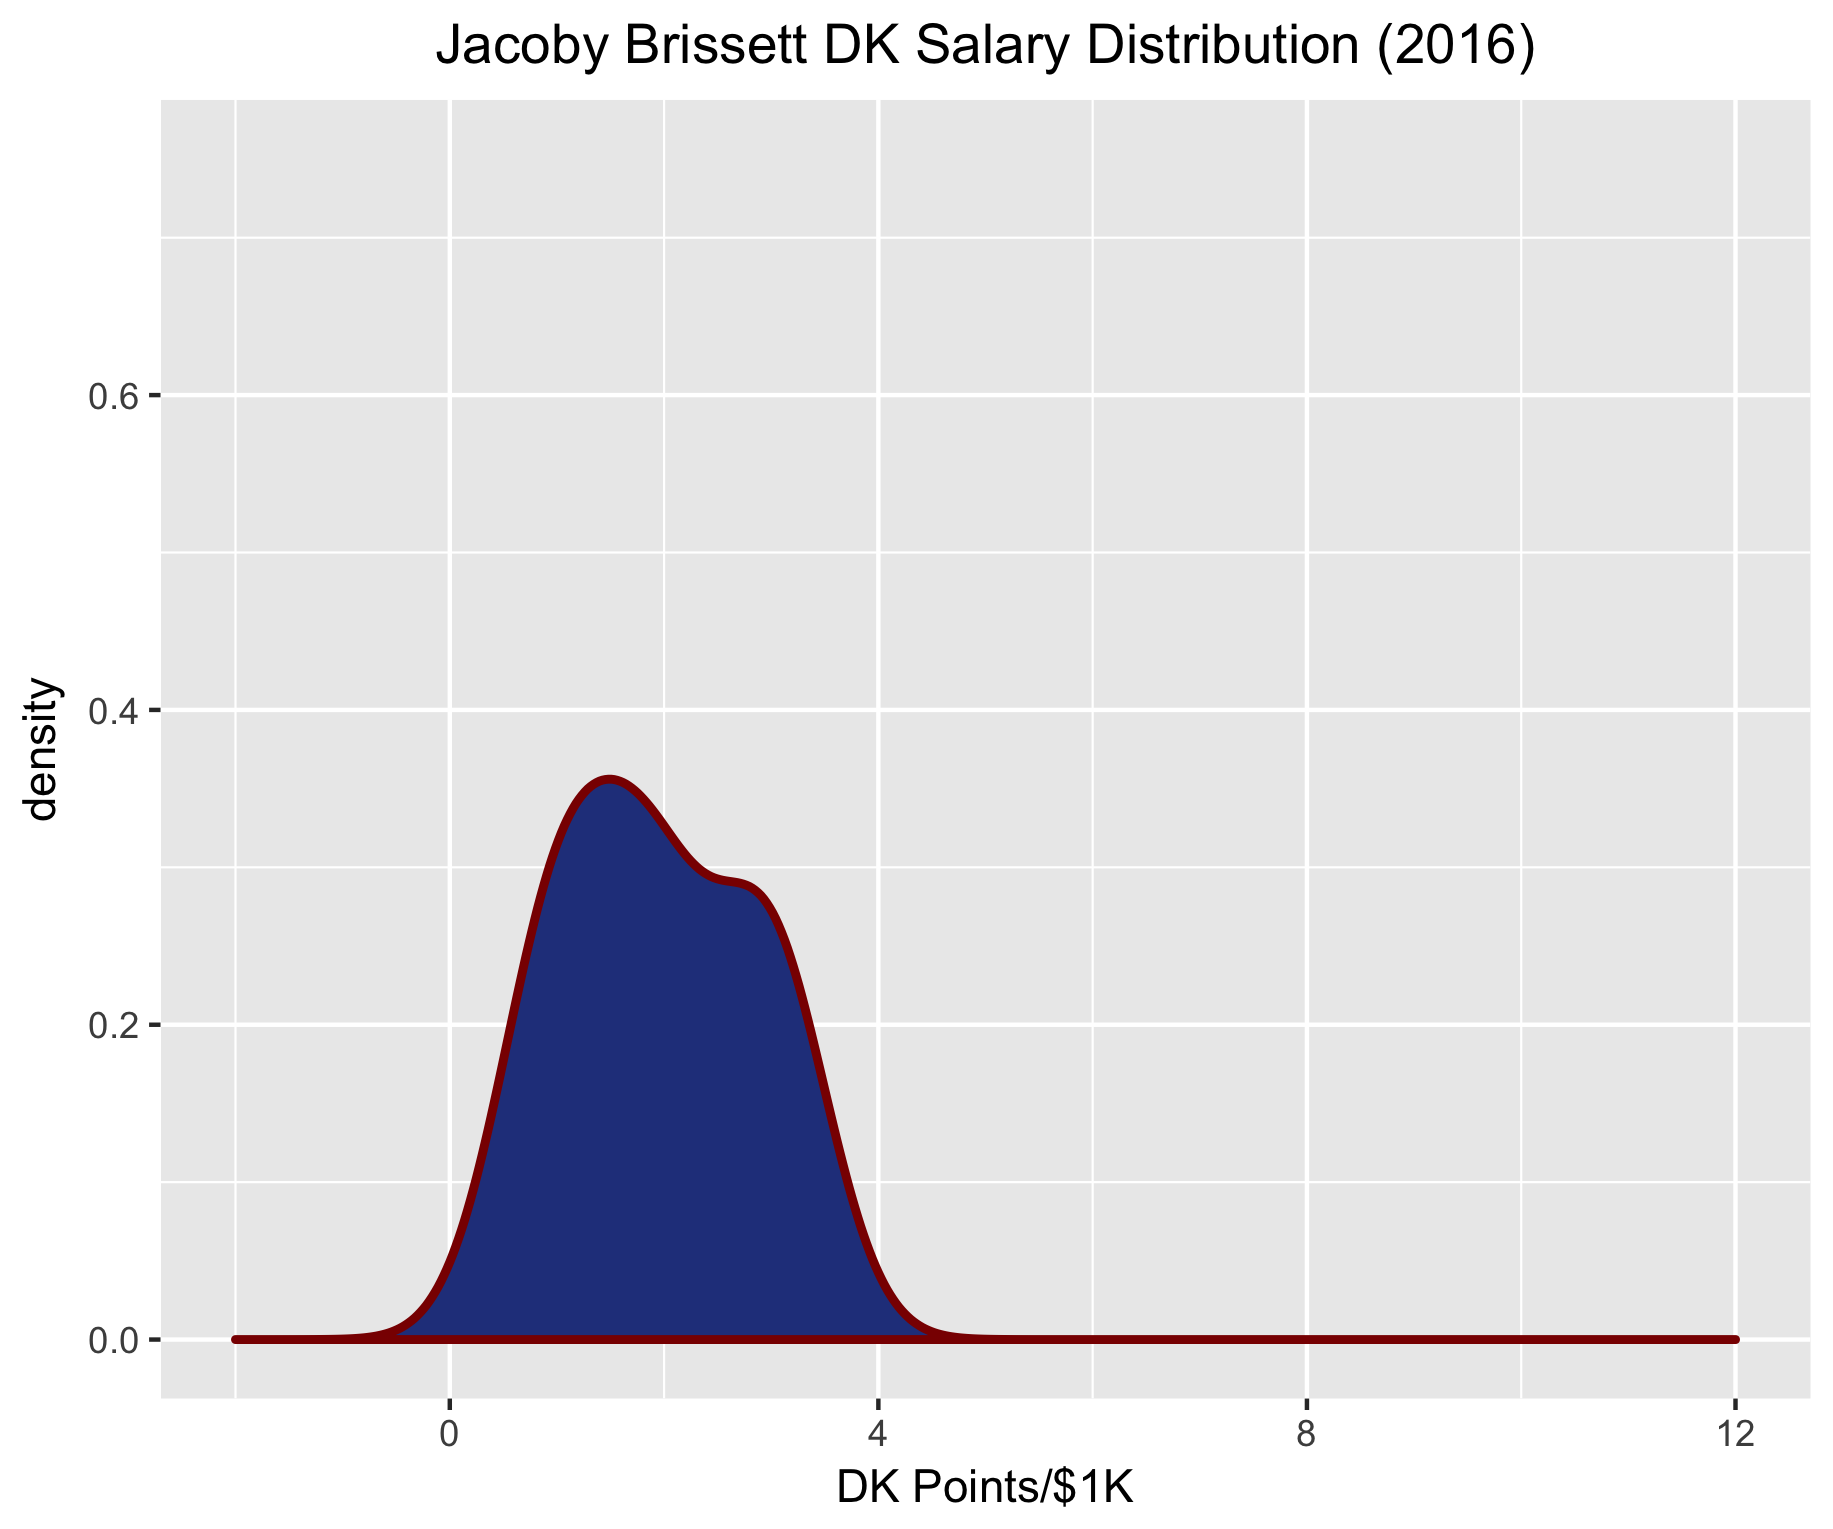 Jacoby Brissett DK Salary Distribution (2016)
density
0.6
0.4
0.2
0.0
0 4 8 12
DK Points/$1K